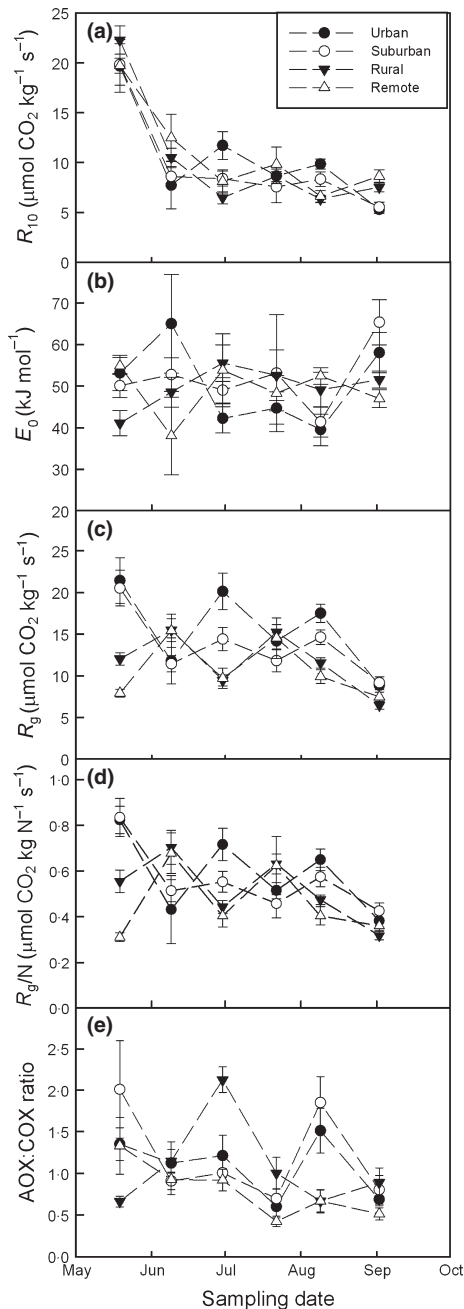 (a)
Urban
Suburban
Rural
Remote
25
20
15
10
5
0
R10 (μmol CO2 kg−1 s−1)
(b)
70
60
50
40
30
20
E0 (kJ mol−1)
(c)
25
20
15
10
5
0
Rg (μmol CO2 kg−1 s−1)
(d)
1·0
0·8
0·6
0·4
0·2
0·0
Rg/N (μmol CO2 kg N−1 s−1)
(e)
2·5
2·0
1·5
1·0
0·5
0·0
AOX:COX ratio
May Jun Jul Aug Sep Oct
Sampling date